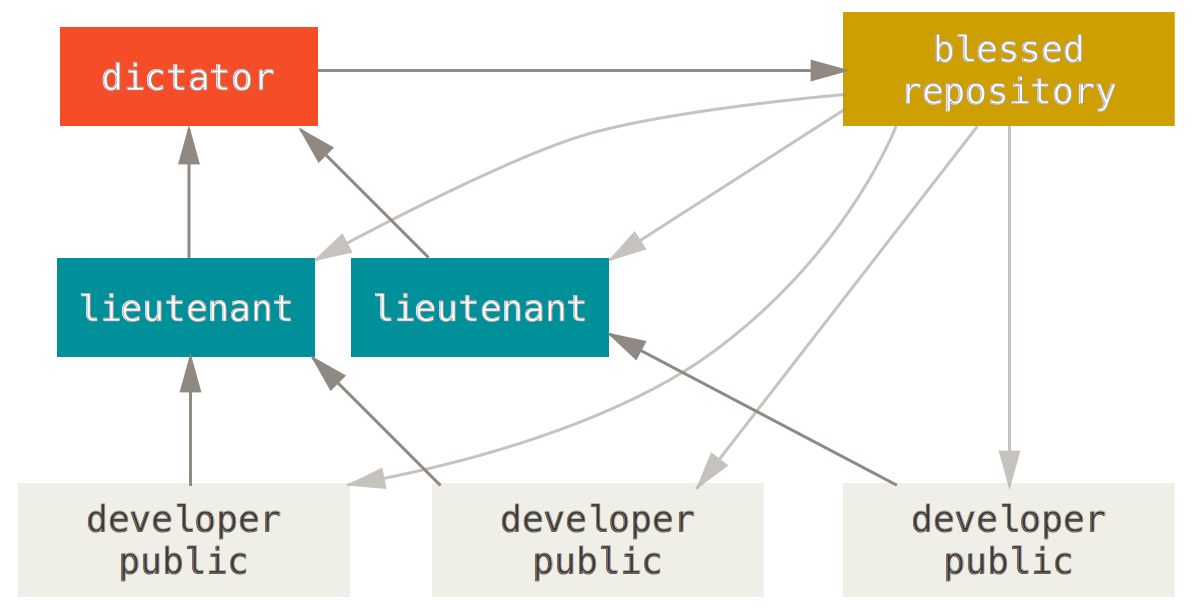 dictator
blessed
repository
lieutenant
lieutenant
developer
public
developer
public
developer
public